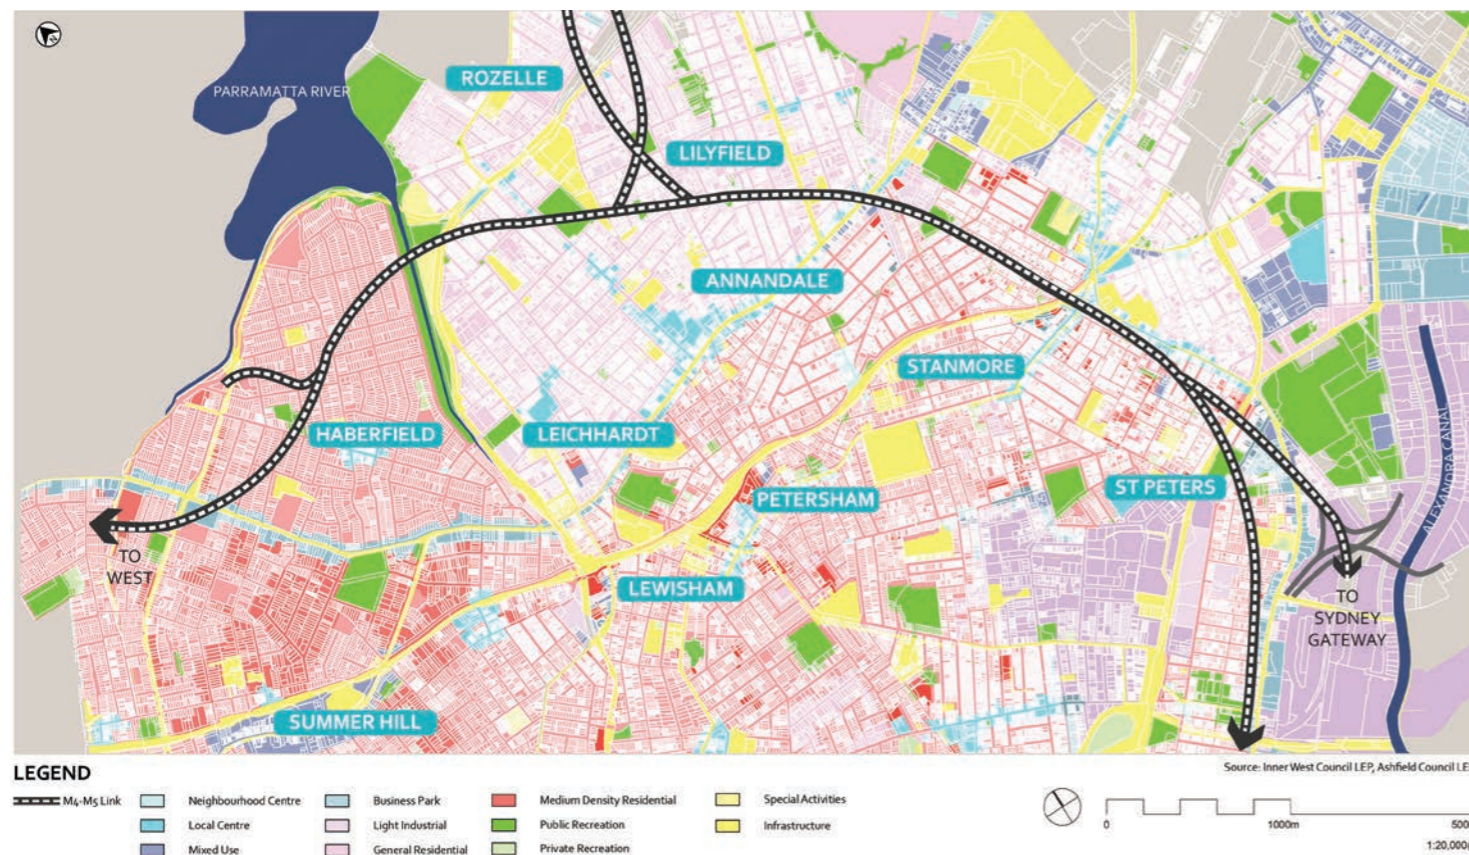 PARRAMATTA RIVER
ROZELLE
LILYFIELD
ANNANDALE
STANMORE
HABERFIELD
LEICHHARDT
PETERSHAM
ST PETERS
ALEXANDRA CANAL
TO
WEST
LEWISHAM
TO
SYDNEY
GATEWAY
SUMMER HILL
LEGEND
Source: Inner West Council LEP, Ashfield Council LE
M4-M5 Link
Neighbourhood Centre
Local Centre
Mixed Use
Business Park
Light Industrial
General Residential
Medium Density Residential
Public Recreation
Private Recreation
Special Activities
Infrastructure
0
1000m
500
1:20,000